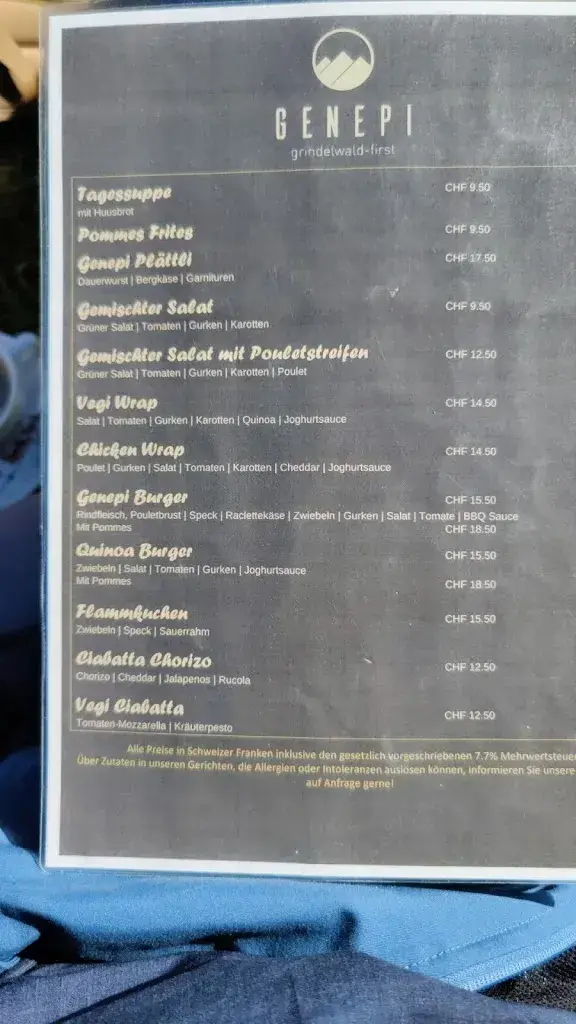 GENEPI
grindelwald-first
Tagessuppe CHF 9.50
mit Huusbrot
Pommes Frites CHF 9.50
Genepi Plättli CHF 17.50
Dauerwurst | Bergkäse | Garnituren
Gemischter Salat CHF 9.50
Grüner Salat | Tomaten | Gurken | Karotten
Gemischter Salat mit Pouletstreifen CHF 12.50
Grüner Salat | Tomaten | Gurken | Karotten | Poulet
Vegi Wrap CHF 14.50
Salat | Tomaten | Gurken | Karotten | Quinoa | Joghurtsauce
Chicken Wrap CHF 14.50
Poulet | Gurken | Salat | Tomaten | Karotten | Cheddar | Joghurtsauce
Genepi Burger CHF 15.50
Rindfleisch, Pouletbrust | Speck | Raclettekäse | Zwiebeln | Gurken | Salat | Tomate | BBQ Sauce
Mit Pommes CHF 18.50
Quinoa Burger CHF 15.50
Zwiebeln | Salat | Tomaten | Gurken | Joghurtsauce
Mit Pommes CHF 18.50
Flammkuchen CHF 15.50
Zwiebeln | Speck | Sauerrahm
Ciabatta Chorizo CHF 12.50
Chorizo | Cheddar | Jalapenos | Rucola
Vegi Ciabatta CHF 12.50
Tomaten-Mozzarella | Kräuterpesto
Alle Preise in Schweizer Franken inklusive den gesetzlich vorgeschriebenen 7.7% Mehrwertsteuer
Über Zutaten in unseren Gerichten, die Allergien oder Intoleranzen auslösen können, informieren Sie unsere
auf Anfrage gerne!